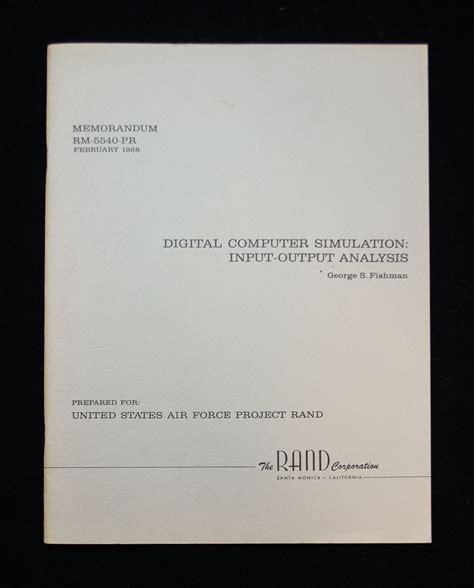 MEMORANDUM
RM-5540-PR
FEBRUARY 1968
DIGITAL COMPUTER SIMULATION:
INPUT-OUTPUT ANALYSIS
George S. Fishman
PREPARED FOR:
UNITED STATES AIR FORCE PROJECT RAND
The RAND Corporation
SANTA MONICA • CALIFORNIA